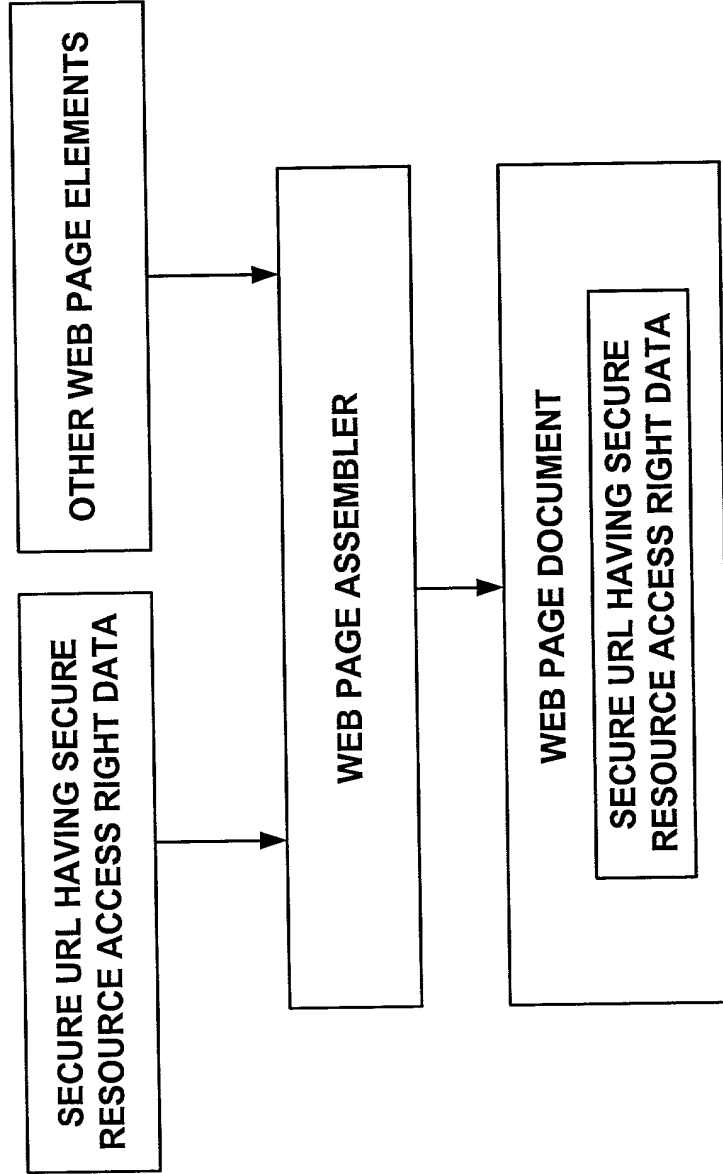 SECURE URL HAVING SECURE
RESOURCE ACCESS RIGHT DATA
OTHER WEB PAGE ELEMENTS
WEB PAGE ASSEMBLER
WEB PAGE DOCUMENT
SECURE URL HAVING SECURE
RESOURCE ACCESS RIGHT DATA